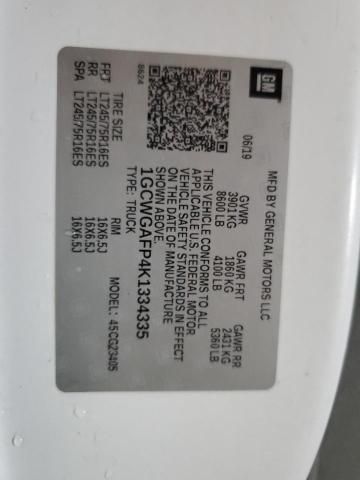 GM
MFD BY GENERAL MOTORS LLC
06/19
GVWR GAWR FRT GAWR RR
3901 KG 1860 KG 2431 KG
8600 LB 4100 LB 5360 LB
THIS VEHICLE CONFORMS TO ALL
APPLICABLE U.S. FEDERAL MOTOR
VEHICLE SAFETY STANDARDS IN EFFECT
ON THE DATE OF MANUFACTURE
SHOWN ABOVE.
1GCWGAFP4K1334335
TYPE: TRUCK
8624
MODEL: 45CG23405
TIRE SIZE RIM
FRT LT245/75R16ES 16X6.5J
RR LT245/75R16ES 16X6.5J
SPA LT245/75R16ES 16X6.5J